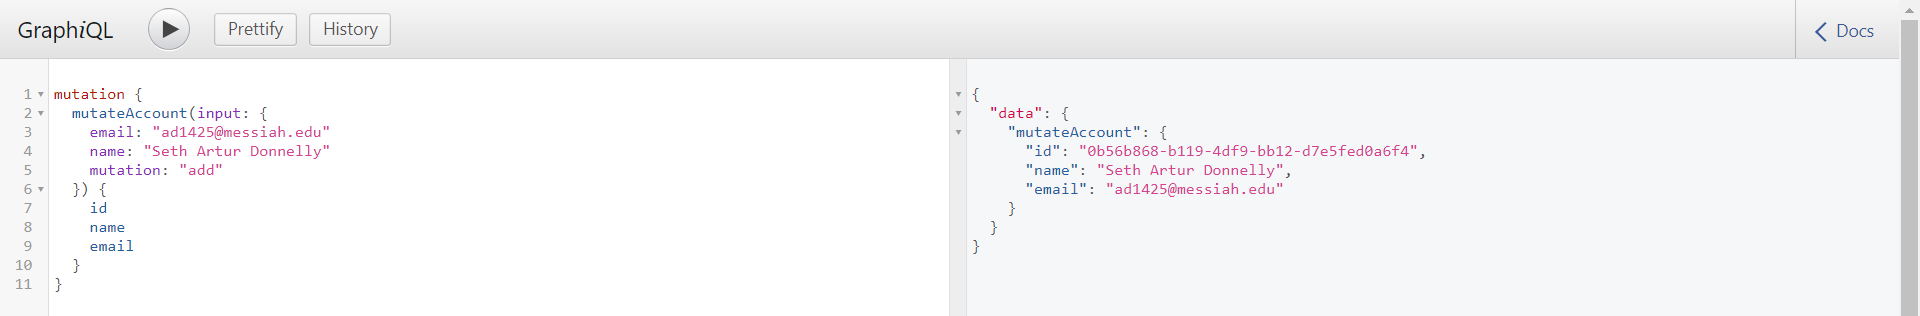 GraphiQL Prettify History Docs
1 mutation {
2 mutateAccount(input: {
3 email: "ad1425@messiah.edu"
4 name: "Seth Artur Donnelly"
5 mutation: "add"
6 }) {
7 id
8 name
9 email
10 }
11 }
{
"data": {
"mutateAccount": {
"id": "0b56b868-b119-4df9-bb12-d7e5fed0a6f4",
"name": "Seth Artur Donnelly",
"email": "ad1425@messiah.edu"
}
}
}